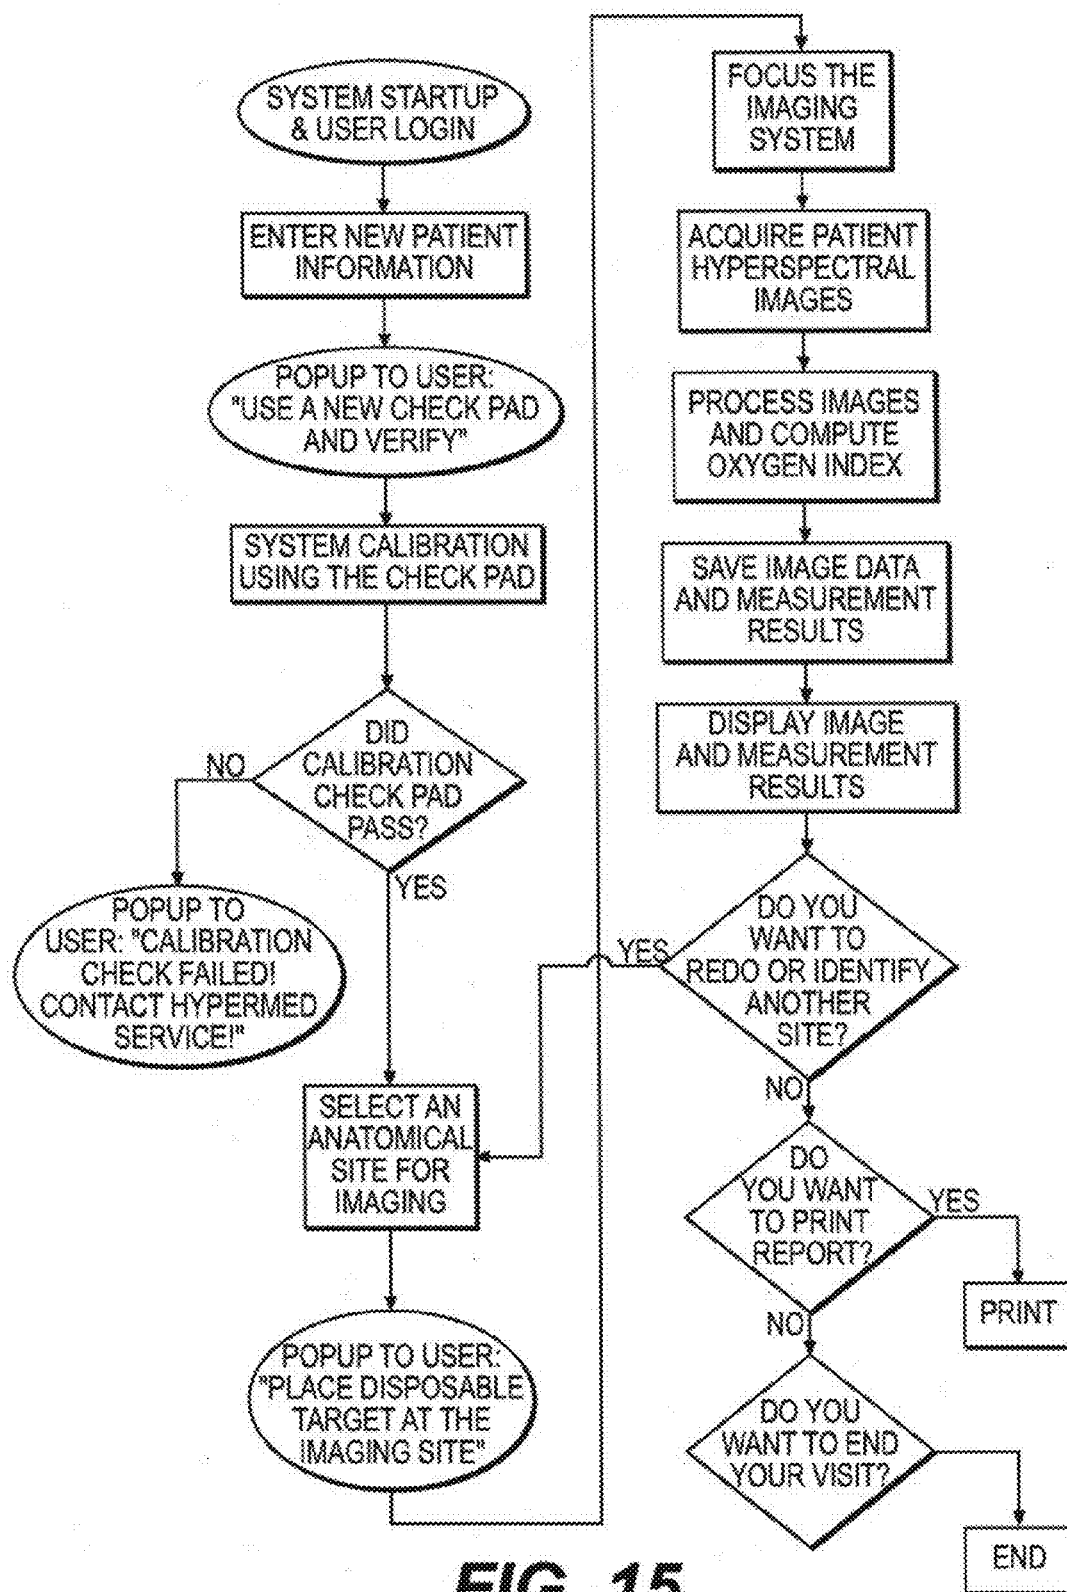 SYSTEM STARTUP
& USER LOGIN
ENTER NEW PATIENT
INFORMATION
POPUP TO USER:
"USE A NEW CHECK PAD
AND VERIFY"
SYSTEM CALIBRATION
USING THE CHECK PAD
DID
CALIBRATION
CHECK PAD
PASS?
NO
YES
POPUP TO
USER: "CALIBRATION
CHECK FAILED!
CONTACT HYPERMED
SERVICE!"
SELECT AN
ANATOMICAL
SITE FOR
IMAGING
POPUP TO USER:
"PLACE DISPOSABLE
TARGET AT THE
IMAGING SITE"
FOCUS THE
IMAGING
SYSTEM
ACQUIRE PATIENT
HYPERSPECTRAL
IMAGES
PROCESS IMAGES
AND COMPUTE
OXYGEN INDEX
SAVE IMAGE DATA
AND MEASUREMENT
RESULTS
DISPLAY IMAGE
AND MEASUREMENT
RESULTS
DO YOU
WANT TO
REDO OR IDENTIFY
ANOTHER
SITE?
YES
NO
DO
YOU WANT
TO PRINT
REPORT?
YES
PRINT
NO
DO YOU
WANT TO END
YOUR VISIT?
END
FIG. 15